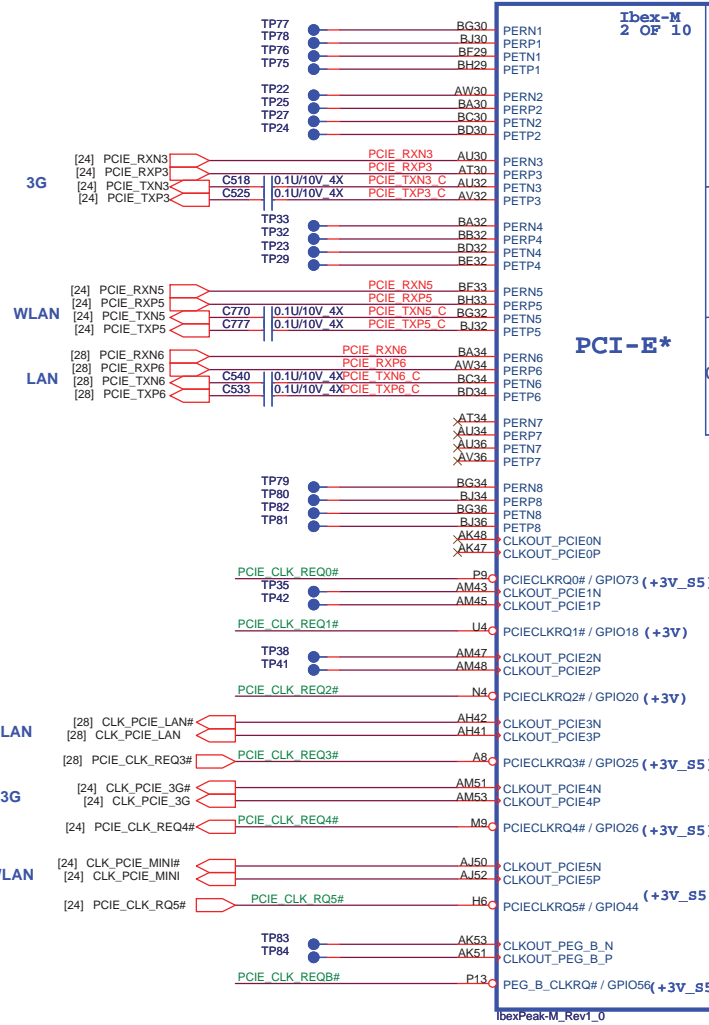 Ibex-M
2 OF 10
TP77 BG30 PERN1
TP78 BJ30 PERP1
TP76 BF29 PETN1
TP75 BH29 PETP1
TP22 AW30 PERN2
TP25 BA30 PERP2
TP27 BC30 PETN2
TP24 BD30 PETP2
3G
[24] PCIE_RXN3 PCIE_RXN3 AU30 PERN3
[24] PCIE_RXP3 PCIE_RXP3 AT30 PERP3
[24] PCIE_TXN3 C518 0.1U/10V_4X PCIE_TXN3_C AU32 PETN3
[24] PCIE_TXP3 C525 0.1U/10V_4X PCIE_TXP3_C AV32 PETP3
TP33 BA32 PERN4
TP32 BB32 PERP4
TP23 BD32 PETN4
TP29 BE32 PETP4
WLAN
[24] PCIE_RXN5 PCIE_RXN5 BF33 PERN5
[24] PCIE_RXP5 PCIE_RXP5 BH33 PERP5
[24] PCIE_TXN5 C770 0.1U/10V_4X PCIE_TXN5_C BG32 PETN5
[24] PCIE_TXP5 C777 0.1U/10V_4X PCIE_TXP5_C BJ32 PETP5
PCI-E*
LAN
[28] PCIE_RXN6 PCIE_RXN6 BA34 PERN6
[28] PCIE_RXP6 PCIE_RXP6 AW34 PERP6
[28] PCIE_TXN6 C540 0.1U/10V_4X PCIE_TXN6_C BC34 PETN6
[28] PCIE_TXP6 C533 0.1U/10V_4X PCIE_TXP6_C BD34 PETP6
AT34 PERN7
AU34 PERP7
AU36 PETN7
AV36 PETP7
TP79 BG34 PERN8
TP80 BJ34 PERP8
TP82 BG36 PETN8
TP81 BJ36 PETP8
AK48 CLKOUT_PCIE0N
AK47 CLKOUT_PCIE0P
PCIE_CLK_REQ0# P9 PCIECLKRQ0# / GPIO73 (+3V_S5)
TP35 AM43 CLKOUT_PCIE1N
TP42 AM45 CLKOUT_PCIE1P
PCIE_CLK_REQ1# U4 PCIECLKRQ1# / GPIO18 (+3V)
TP38 AM47 CLKOUT_PCIE2N
TP41 AM48 CLKOUT_PCIE2P
PCIE_CLK_REQ2# N4 PCIECLKRQ2# / GPIO20 (+3V)
LAN
[28] CLK_PCIE_LAN# AH42 CLKOUT_PCIE3N
[28] CLK_PCIE_LAN AH41 CLKOUT_PCIE3P
[28] PCIE_CLK_REQ3# PCIE_CLK_REQ3# A8 PCIECLKRQ3# / GPIO25 (+3V_S5)
3G
[24] CLK_PCIE_3G# AM51 CLKOUT_PCIE4N
[24] CLK_PCIE_3G AM53 CLKOUT_PCIE4P
[24] PCIE_CLK_REQ4# PCIE_CLK_REQ4# M9 PCIECLKRQ4# / GPIO26 (+3V_S5)
WLAN
[24] CLK_PCIE_MINI# AJ50 CLKOUT_PCIE5N
[24] CLK_PCIE_MINI AJ52 CLKOUT_PCIE5P
[24] PCIE_CLK_RQ5# PCIE_CLK_RQ5# H6 PCIECLKRQ5# / GPIO44 (+3V_S5
TP83 AK53 CLKOUT_PEG_B_N
TP84 AK51 CLKOUT_PEG_B_P
PCIE_CLK_REQB# P13 PEG_B_CLKRQ# / GPIO56 (+3V_S5
IbexPeak-M_Rev1_0